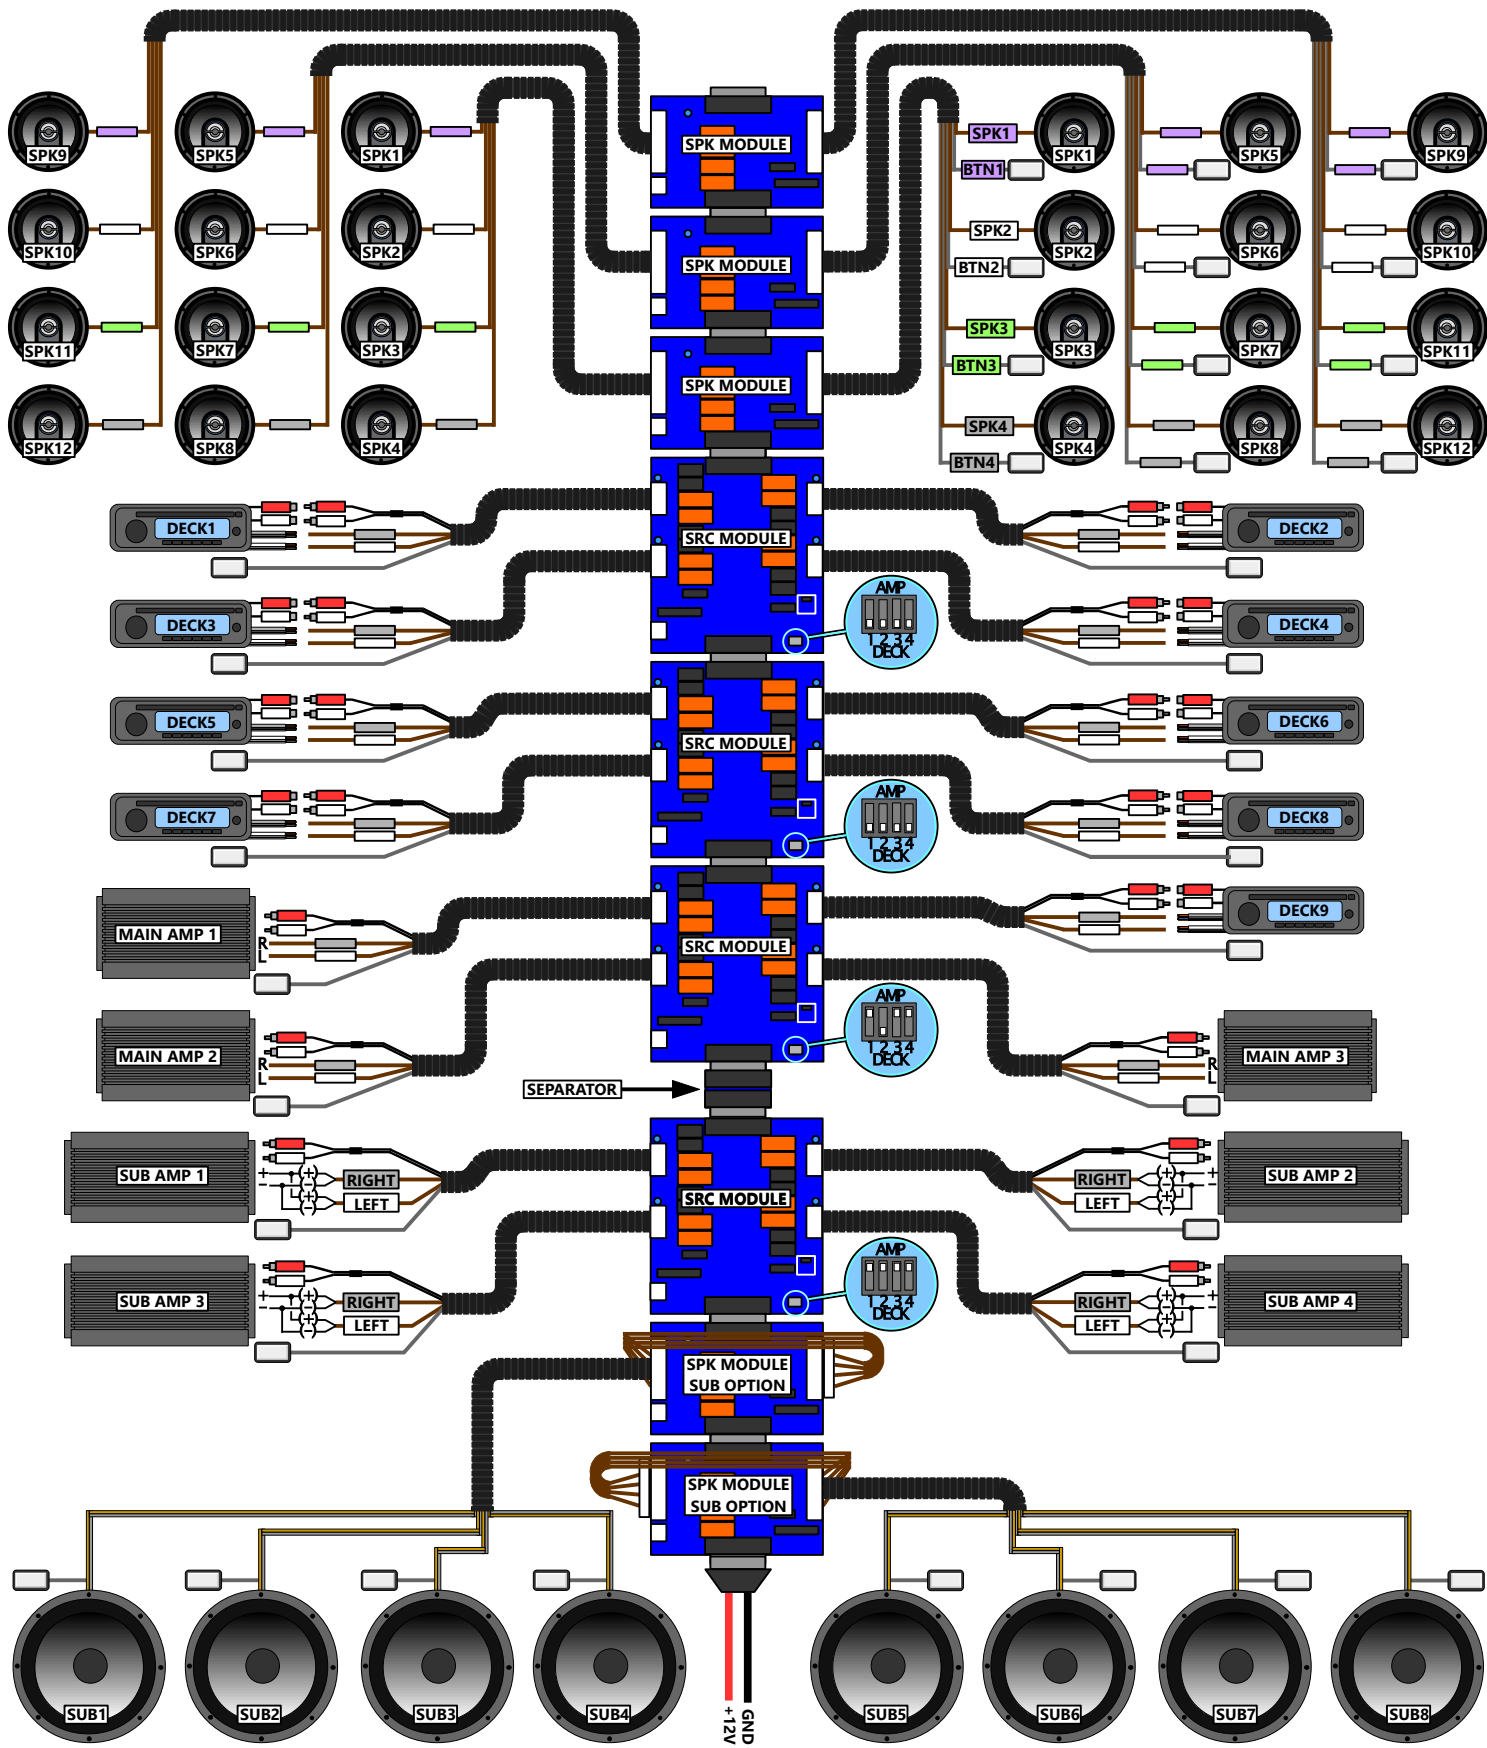 SPK9
SPK5
SPK1
SPK MODULE
SPK1
BTN1
SPK1
SPK5
SPK9
SPK10
SPK6
SPK2
SPK MODULE
SPK2
BTN2
SPK2
SPK6
SPK10
SPK11
SPK7
SPK3
SPK MODULE
SPK3
BTN3
SPK3
SPK7
SPK11
SPK12
SPK8
SPK4
SPK4
BTN4
SPK4
SPK8
SPK12
DECK1
SRC MODULE
DECK2
DECK3
AMP
1 2 3 4
DECK
DECK4
DECK5
SRC MODULE
DECK6
DECK7
AMP
1 2 3 4
DECK
DECK8
MAIN AMP 1
R
L
SRC MODULE
DECK9
MAIN AMP 2
R
L
AMP
1 2 3 4
DECK
R
L
MAIN AMP 3
SEPARATOR
SUB AMP 1
+
-
+
-
+
-
RIGHT
LEFT
SRC MODULE
RIGHT
LEFT
+
-
+
-
+
-
SUB AMP 2
SUB AMP 3
+
-
+
-
+
-
RIGHT
LEFT
AMP
1 2 3 4
DECK
RIGHT
LEFT
+
-
+
-
+
-
SUB AMP 4
SPK MODULE
SUB OPTION
SPK MODULE
SUB OPTION
SUB1
SUB2
SUB3
SUB4
+12V
GND
SUB5
SUB6
SUB7
SUB8